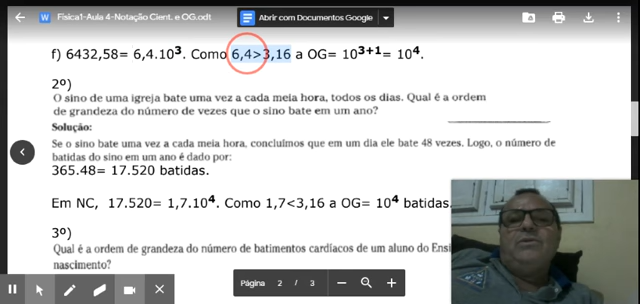 Física1-Aula 4-Notação Cient. e OG.odt
Abrir com Documentos Google
f) 6432,58= 6,4.10³. Como 6,4>3,16 a OG= 10³⁺¹= 10⁴.
2º)
O sino de uma igreja bate uma vez a cada meia hora, todos os dias. Qual é a ordem
de grandeza do número de vezes que o sino bate em um ano?
Solução:
Se o sino bate uma vez a cada meia hora, concluímos que em um dia ele bate 48 vezes. Logo, o número de
batidas do sino em um ano é dado por:
365.48= 17.520 batidas.
Em NC, 17.520= 1,7.10⁴. Como 1,7<3,16 a OG= 10⁴ batidas
3º)
Qual é a ordem de grandeza do número de batimentos cardíacos de um aluno do Ensi
nascimento?
Página 2 / 3